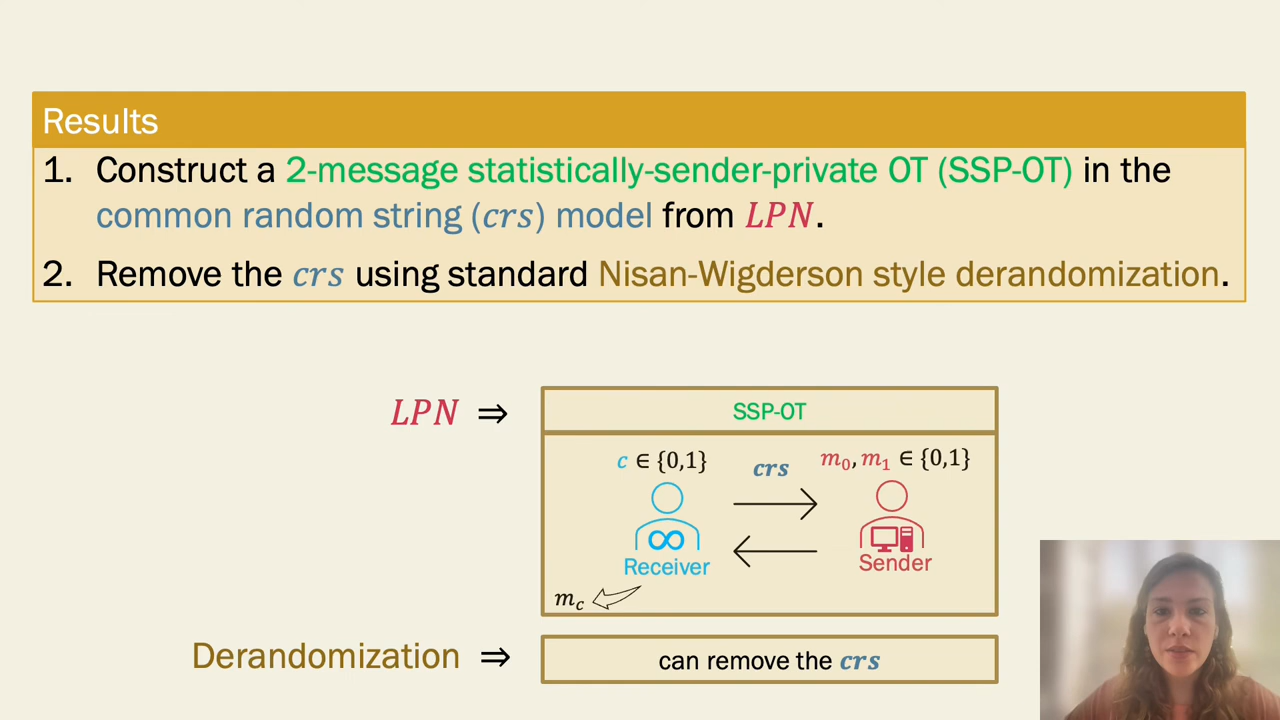 Results
1. Construct a 2-message statistically-sender-private OT (SSP-OT) in the
common random string (crs) model from LPN.
2. Remove the crs using standard Nisan-Wigderson style derandomization.
LPN ⇒
SSP-OT
c ∈ {0,1}
crs
m₀, m₁ ∈ {0,1}
∞
Receiver
Sender
m_c
Derandomization ⇒
can remove the crs